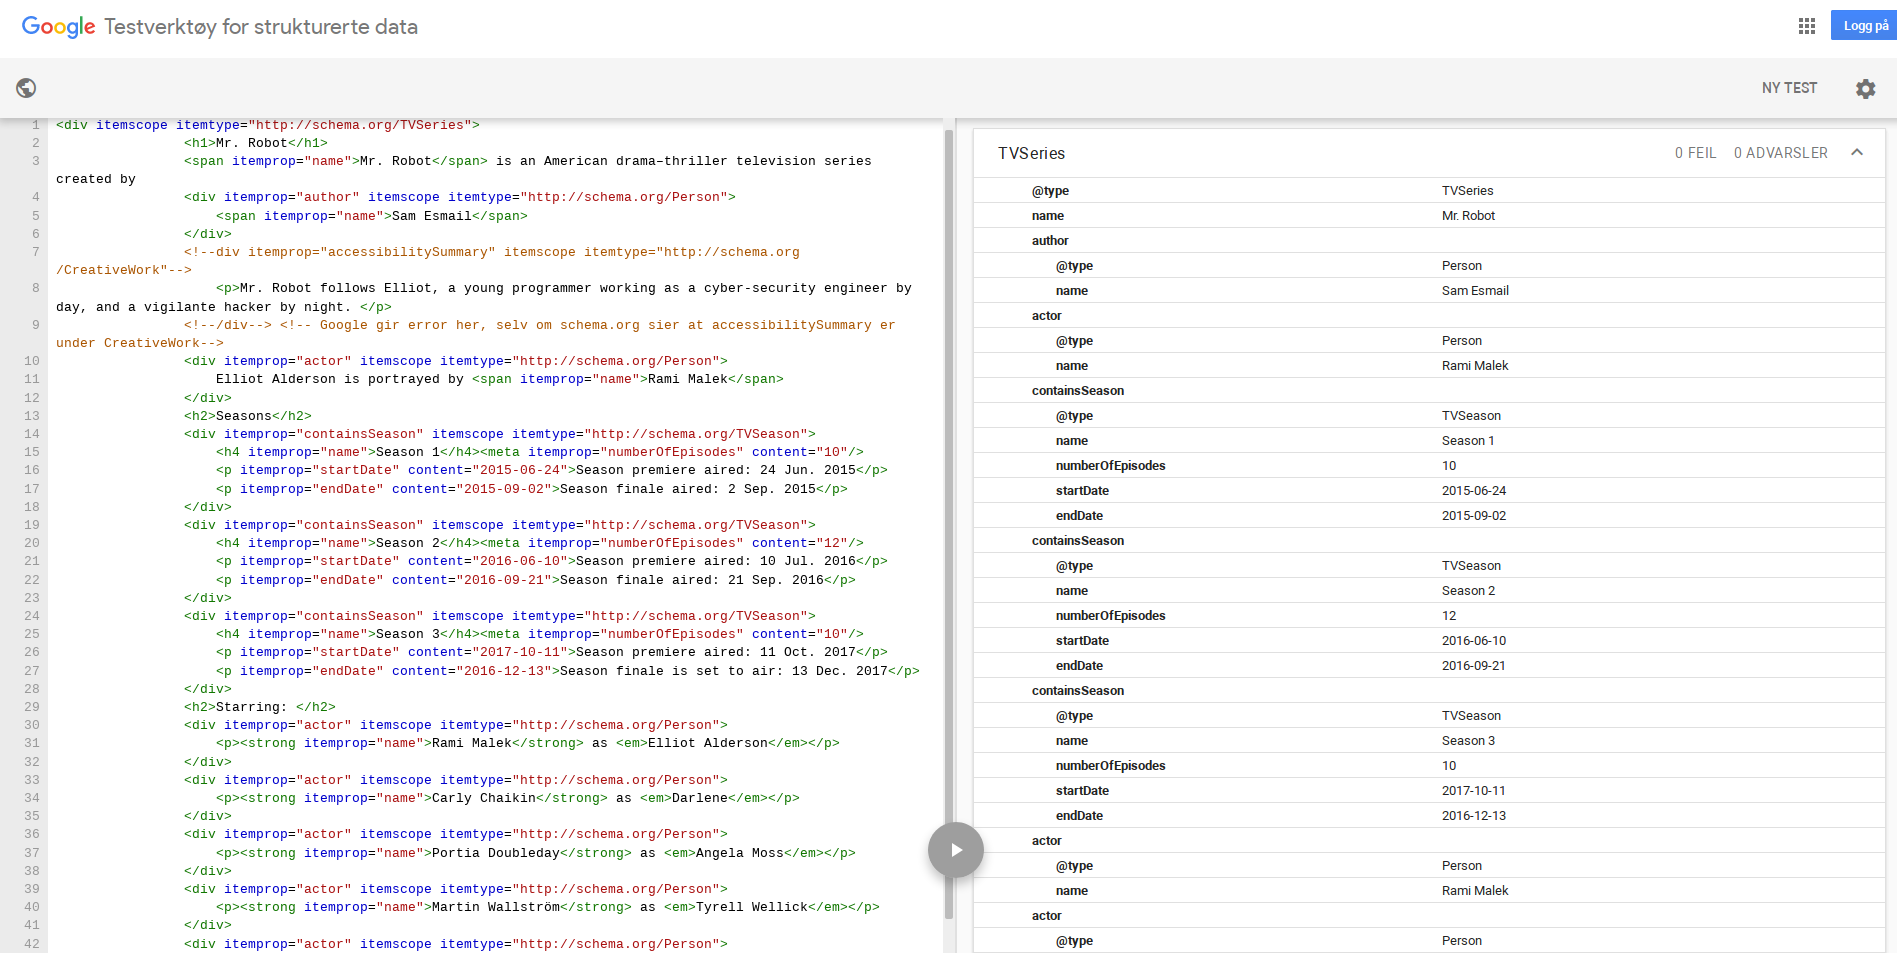 Google Testverktøy for strukturerte data
Logg på
NY TEST
1 <div itemscope itemtype="http://schema.org/TVSeries">
2 <h1>Mr. Robot</h1>
3 <span itemprop="name">Mr. Robot</span> is an American drama–thriller television series
created by
4 <div itemprop="author" itemscope itemtype="http://schema.org/Person">
5 <span itemprop="name">Sam Esmail</span>
6 </div>
7 <!--div itemprop="accessibilitySummary" itemscope itemtype="http://schema.org
/CreativeWork"-->
8 <p>Mr. Robot follows Elliot, a young programmer working as a cyber-security engineer by
day, and a vigilante hacker by night. </p>
9 <!--/div--> <!-- Google gir error her, selv om schema.org sier at accessibilitySummary er
under CreativeWork-->
10 <div itemprop="actor" itemscope itemtype="http://schema.org/Person">
11 Elliot Alderson is portrayed by <span itemprop="name">Rami Malek</span>
12 </div>
13 <h2>Seasons</h2>
14 <div itemprop="containsSeason" itemscope itemtype="http://schema.org/TVSeason">
15 <h4 itemprop="name">Season 1</h4><meta itemprop="numberOfEpisodes" content="10"/>
16 <p itemprop="startDate" content="2015-06-24">Season premiere aired: 24 Jun. 2015</p>
17 <p itemprop="endDate" content="2015-09-02">Season finale aired: 2 Sep. 2015</p>
18 </div>
19 <div itemprop="containsSeason" itemscope itemtype="http://schema.org/TVSeason">
20 <h4 itemprop="name">Season 2</h4><meta itemprop="numberOfEpisodes" content="12"/>
21 <p itemprop="startDate" content="2016-06-10">Season premiere aired: 10 Jul. 2016</p>
22 <p itemprop="endDate" content="2016-09-21">Season finale aired: 21 Sep. 2016</p>
23 </div>
24 <div itemprop="containsSeason" itemscope itemtype="http://schema.org/TVSeason">
25 <h4 itemprop="name">Season 3</h4><meta itemprop="numberOfEpisodes" content="10"/>
26 <p itemprop="startDate" content="2017-10-11">Season premiere aired: 11 Oct. 2017</p>
27 <p itemprop="endDate" content="2016-12-13">Season finale is set to air: 13 Dec. 2017</p>
28 </div>
29 <h2>Starring: </h2>
30 <div itemprop="actor" itemscope itemtype="http://schema.org/Person">
31 <p><strong itemprop="name">Rami Malek</strong> as <em>Elliot Alderson</em></p>
32 </div>
33 <div itemprop="actor" itemscope itemtype="http://schema.org/Person">
34 <p><strong itemprop="name">Carly Chaikin</strong> as <em>Darlene</em></p>
35 </div>
36 <div itemprop="actor" itemscope itemtype="http://schema.org/Person">
37 <p><strong itemprop="name">Portia Doubleday</strong> as <em>Angela Moss</em></p>
38 </div>
39 <div itemprop="actor" itemscope itemtype="http://schema.org/Person">
40 <p><strong itemprop="name">Martin Wallström</strong> as <em>Tyrell Wellick</em></p>
41 </div>
42 <div itemprop="actor" itemscope itemtype="http://schema.org/Person">
TVSeries 0 FEIL 0 ADVARSLER
@type TVSeries
name Mr. Robot
author
@type Person
name Sam Esmail
actor
@type Person
name Rami Malek
containsSeason
@type TVSeason
name Season 1
numberOfEpisodes 10
startDate 2015-06-24
endDate 2015-09-02
containsSeason
@type TVSeason
name Season 2
numberOfEpisodes 12
startDate 2016-06-10
endDate 2016-09-21
containsSeason
@type TVSeason
name Season 3
numberOfEpisodes 10
startDate 2017-10-11
endDate 2016-12-13
actor
@type Person
name Rami Malek
actor
@type Person